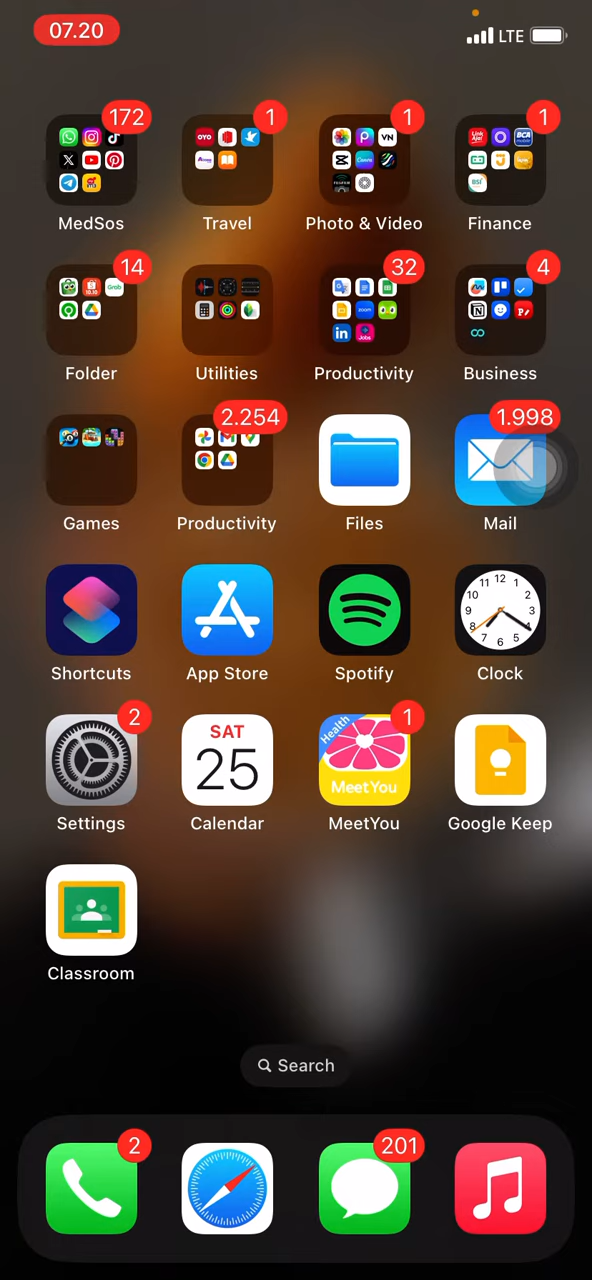 07.20
LTE
172
1
1
1
MedSos
Travel
Photo & Video
Finance
14
32
4
Folder
Utilities
Productivity
Business
2.254
1.998
Games
Productivity
Files
Mail
Shortcuts
App Store
Spotify
Clock
2
SAT
25
1
Health
MeetYou
Settings
Calendar
MeetYou
Google Keep
Classroom
Search
2
201